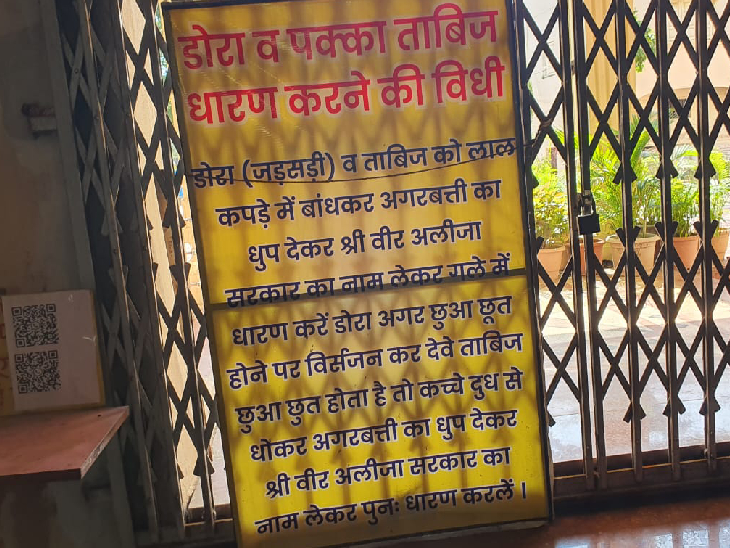 डोरा व पक्का ताबिज
धारण करने की विधी
डोरा (जड़सड़ी) व ताबिज को लाल
कपड़े में बांधकर अगरबत्ती का
धुप देकर श्री वीर अलीजा
सरकार का नाम लेकर गले में
धारण करें डोरा अगर छुआ छूत
होने पर विर्सजन कर देवे ताबिज
छुआ छुत होता है तो कच्चे दुध से
धोकर अगरबत्ती का धुप देकर
श्री वीर अलीजा सरकार का
नाम लेकर पुनः धारण करलें ।